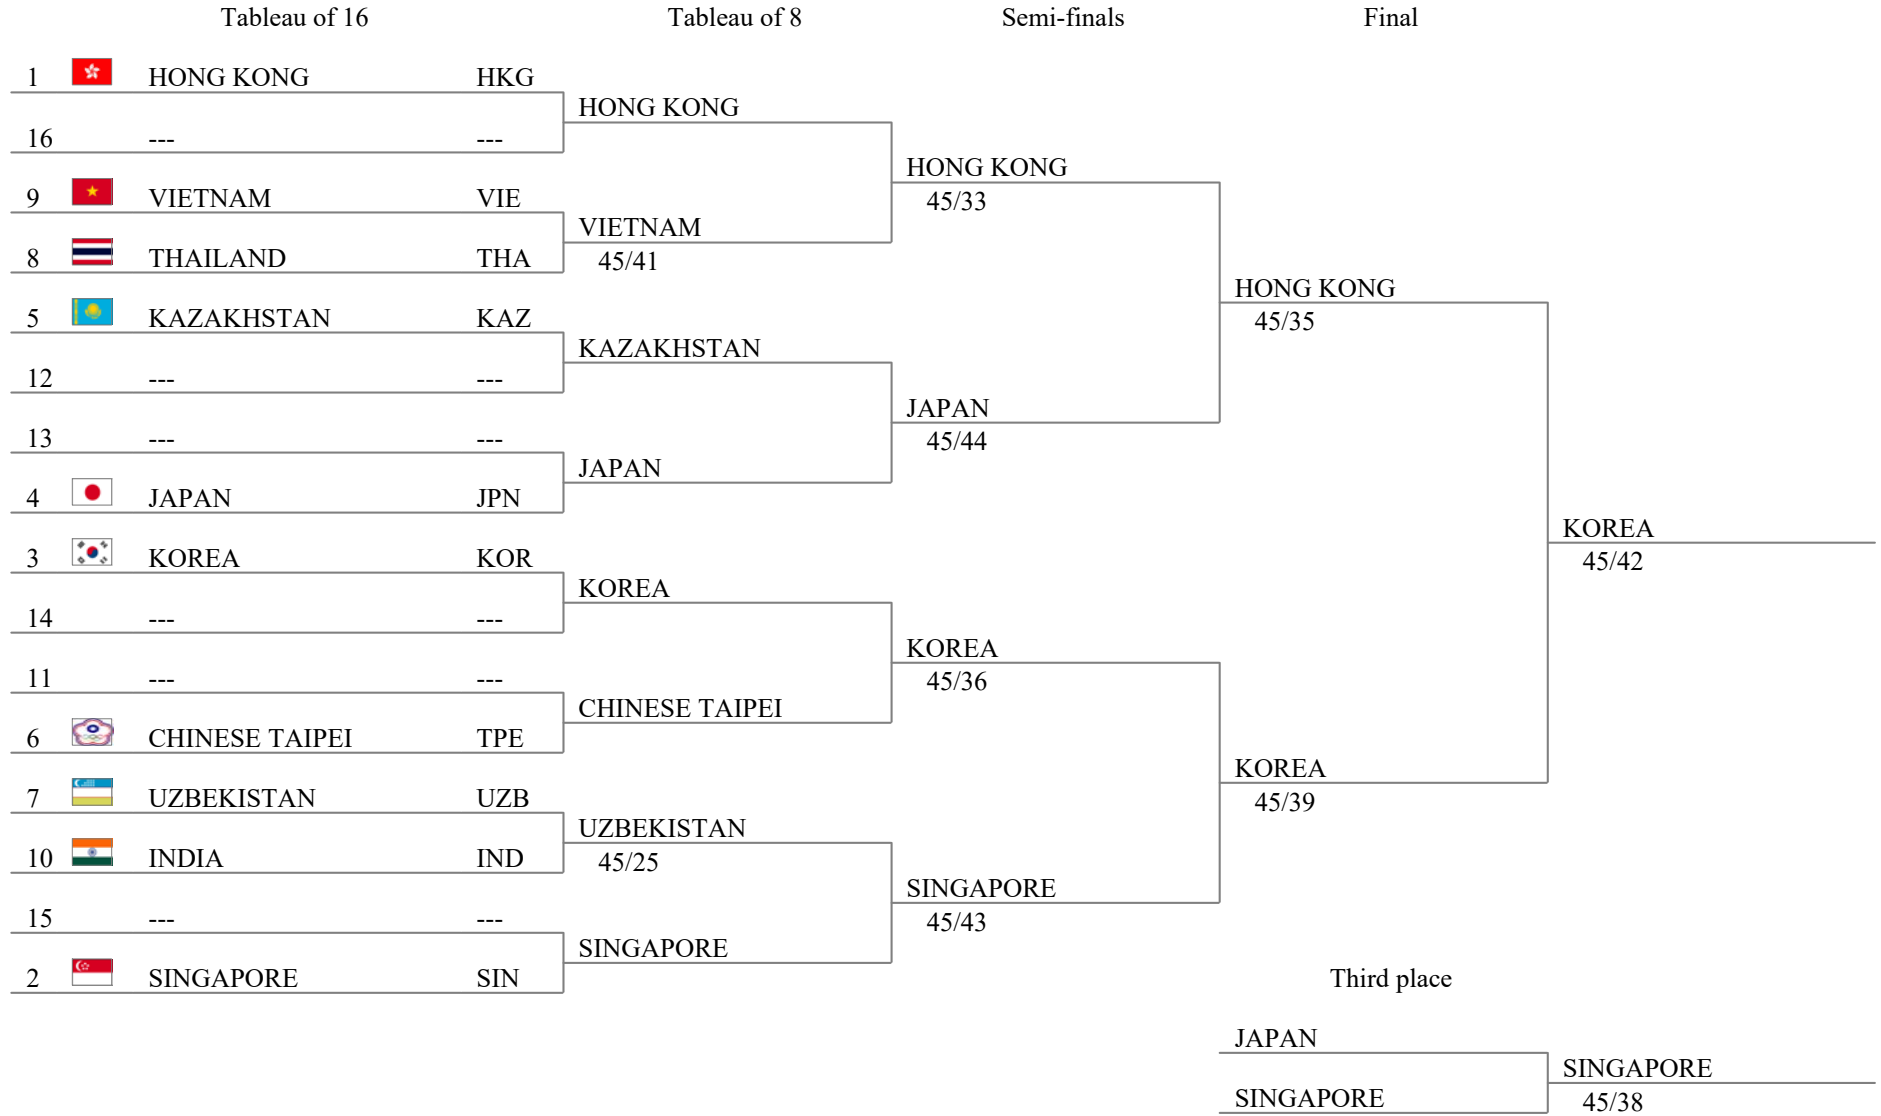 Tableau of 16 Tableau of 8 Semi-finals Final
1 HONG KONG HKG
HONG KONG
16 --- ---
HONG KONG
45/33
9 VIETNAM VIE
VIETNAM
45/41
8 THAILAND THA
HONG KONG
45/35
5 KAZAKHSTAN KAZ
KAZAKHSTAN
12 --- ---
JAPAN
45/44
13 --- ---
JAPAN
4 JAPAN JPN
KOREA
45/42
3 KOREA KOR
KOREA
14 --- ---
KOREA
45/36
11 --- ---
CHINESE TAIPEI
6 CHINESE TAIPEI TPE
KOREA
45/39
7 UZBEKISTAN UZB
UZBEKISTAN
45/25
10 INDIA IND
SINGAPORE
45/43
15 --- ---
SINGAPORE
2 SINGAPORE SIN
Third place
JAPAN
SINGAPORE
45/38
SINGAPORE